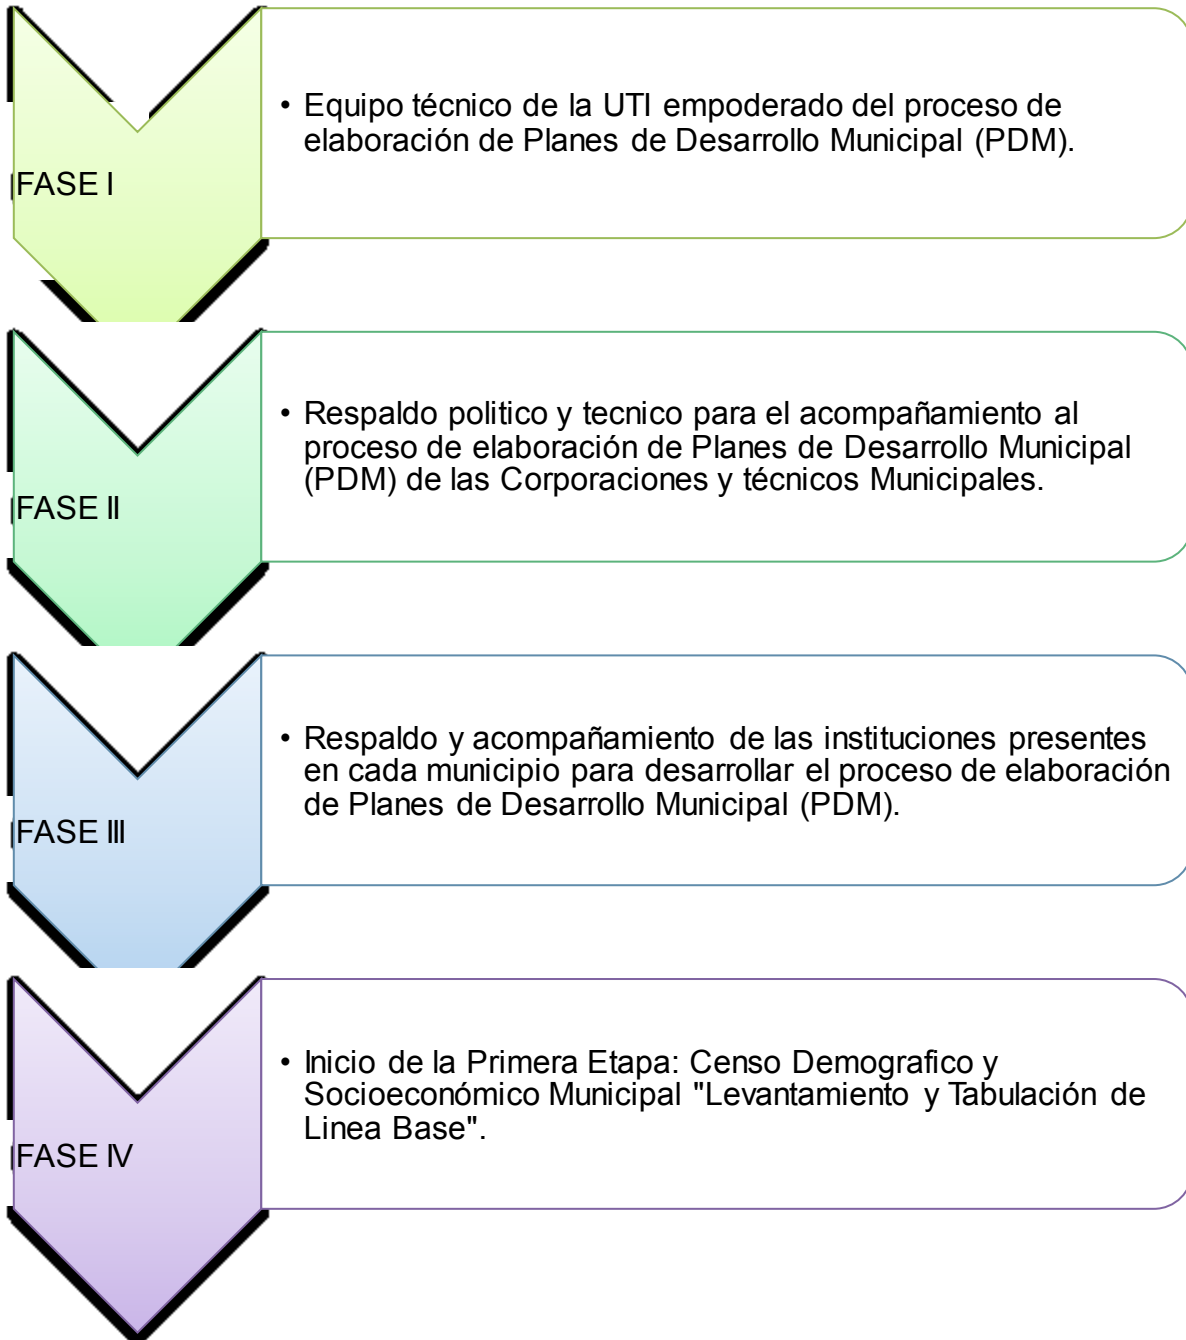 FASE I
• Equipo técnico de la UTI empoderado del proceso de
elaboración de Planes de Desarrollo Municipal (PDM).
FASE II
• Respaldo politico y tecnico para el acompañamiento al
proceso de elaboración de Planes de Desarrollo Municipal
(PDM) de las Corporaciones y técnicos Municipales.
FASE III
• Respaldo y acompañamiento de las instituciones presentes
en cada municipio para desarrollar el proceso de elaboración
de Planes de Desarrollo Municipal (PDM).
FASE IV
• Inicio de la Primera Etapa: Censo Demografico y
Socioeconómico Municipal "Levantamiento y Tabulación de
Linea Base".